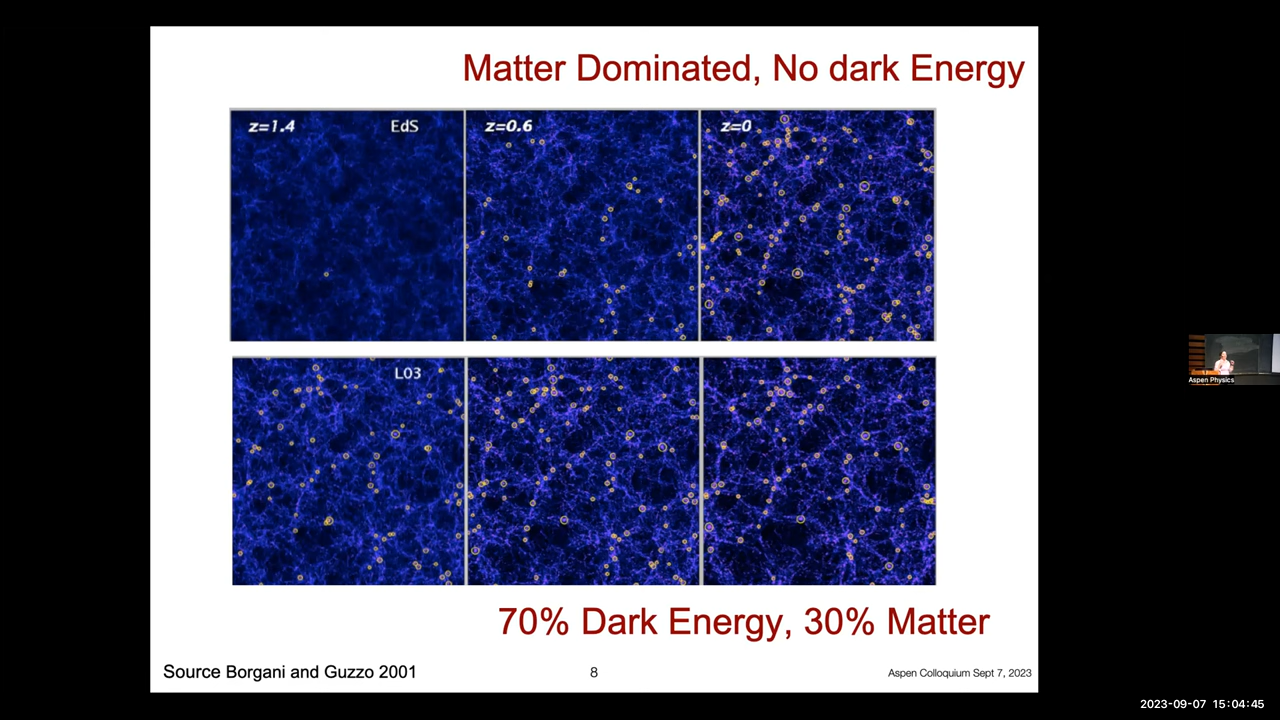 Matter Dominated, No dark Energy
z=1.4 EdS z=0.6 z=0
L03
70% Dark Energy, 30% Matter
Source Borgani and Guzzo 2001 8 Aspen Colloquium Sept 7, 2023
Aspen Physics
2023-09-07 15:04:45